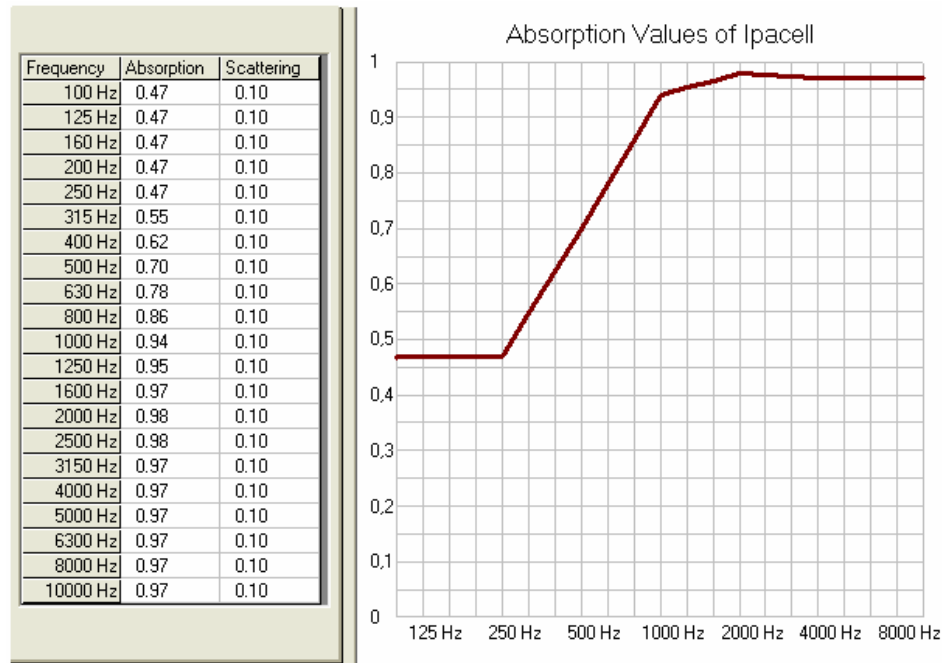 Frequency Absorption Scattering
100 Hz 0.47 0.10
125 Hz 0.47 0.10
160 Hz 0.47 0.10
200 Hz 0.47 0.10
250 Hz 0.47 0.10
315 Hz 0.55 0.10
400 Hz 0.62 0.10
500 Hz 0.70 0.10
630 Hz 0.78 0.10
800 Hz 0.86 0.10
1000 Hz 0.94 0.10
1250 Hz 0.95 0.10
1600 Hz 0.97 0.10
2000 Hz 0.98 0.10
2500 Hz 0.98 0.10
3150 Hz 0.97 0.10
4000 Hz 0.97 0.10
5000 Hz 0.97 0.10
6300 Hz 0.97 0.10
8000 Hz 0.97 0.10
10000 Hz 0.97 0.10
Absorption Values of Ipacell
1
0,9
0,8
0,7
0,6
0,5
0,4
0,3
0,2
0,1
0
125 Hz 250 Hz 500 Hz 1000 Hz 2000 Hz 4000 Hz 8000 Hz